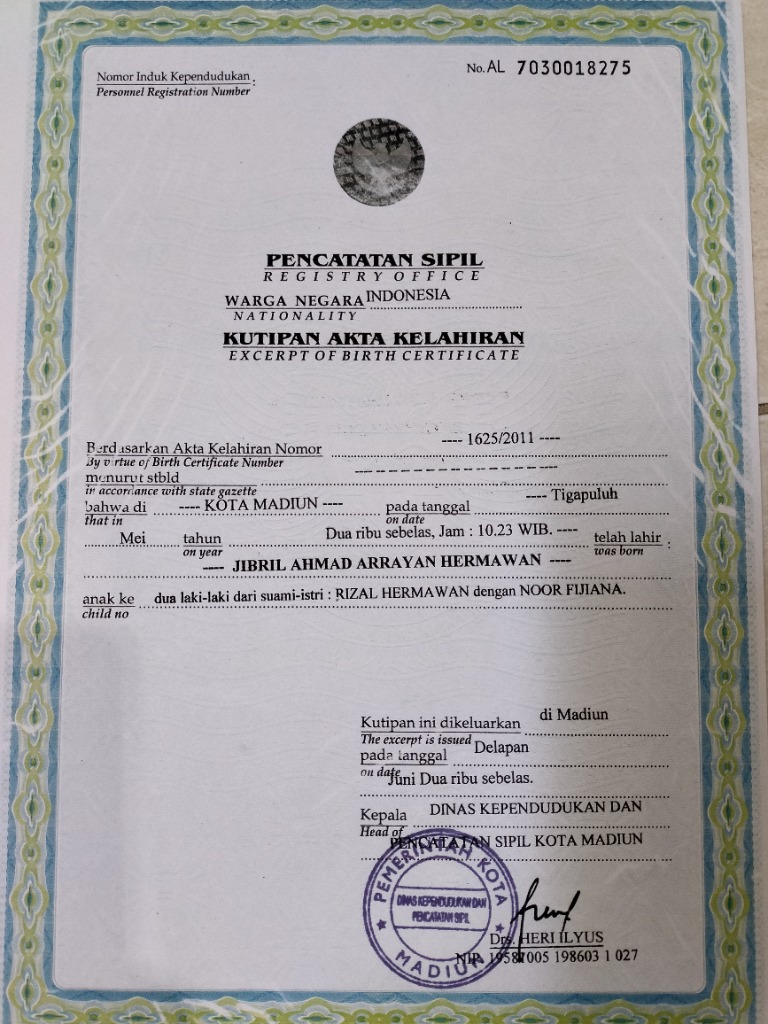 Nomor Induk Kependudukan :
Personnel Registration Number
No. AL 7030018275
PENCATATAN SIPIL
REGISTRY OFFICE
WARGA NEGARA INDONESIA
NATIONALITY
KUTIPAN AKTA KELAHIRAN
EXCERPT OF BIRTH CERTIFICATE
Berdasarkan Akta Kelahiran Nomor ---- 1625/2011 ----
By virtue of Birth Certificate Number
menurut stbld
in accordance with state gazette
bahwa di ---- KOTA MADIUN ---- pada tanggal ---- Tigapuluh
that in on date
Mei tahun Dua ribu sebelas, Jam : 10.23 WIB. ---- telah lahir :
on year was born
---- JIBRIL AHMAD ARRAYAN HERMAWAN ----
anak ke dua laki-laki dari suami-istri : RIZAL HERMAWAN dengan NOOR FIJIANA.
child no
Kutipan ini dikeluarkan di Madiun
The excerpt is issued
pada tanggal Delapan
on date
Juni Dua ribu sebelas.
Kepala DINAS KEPENDUDUKAN DAN
Head of
PENCATATAN SIPIL KOTA MADIUN
PEMERINTAH KOTA
DINAS KEPENDUDUKAN DAN
PENCATATAN SIPIL
MADIUN
Drs. HERI ILYUS
NIP. 19581005 198603 1 027